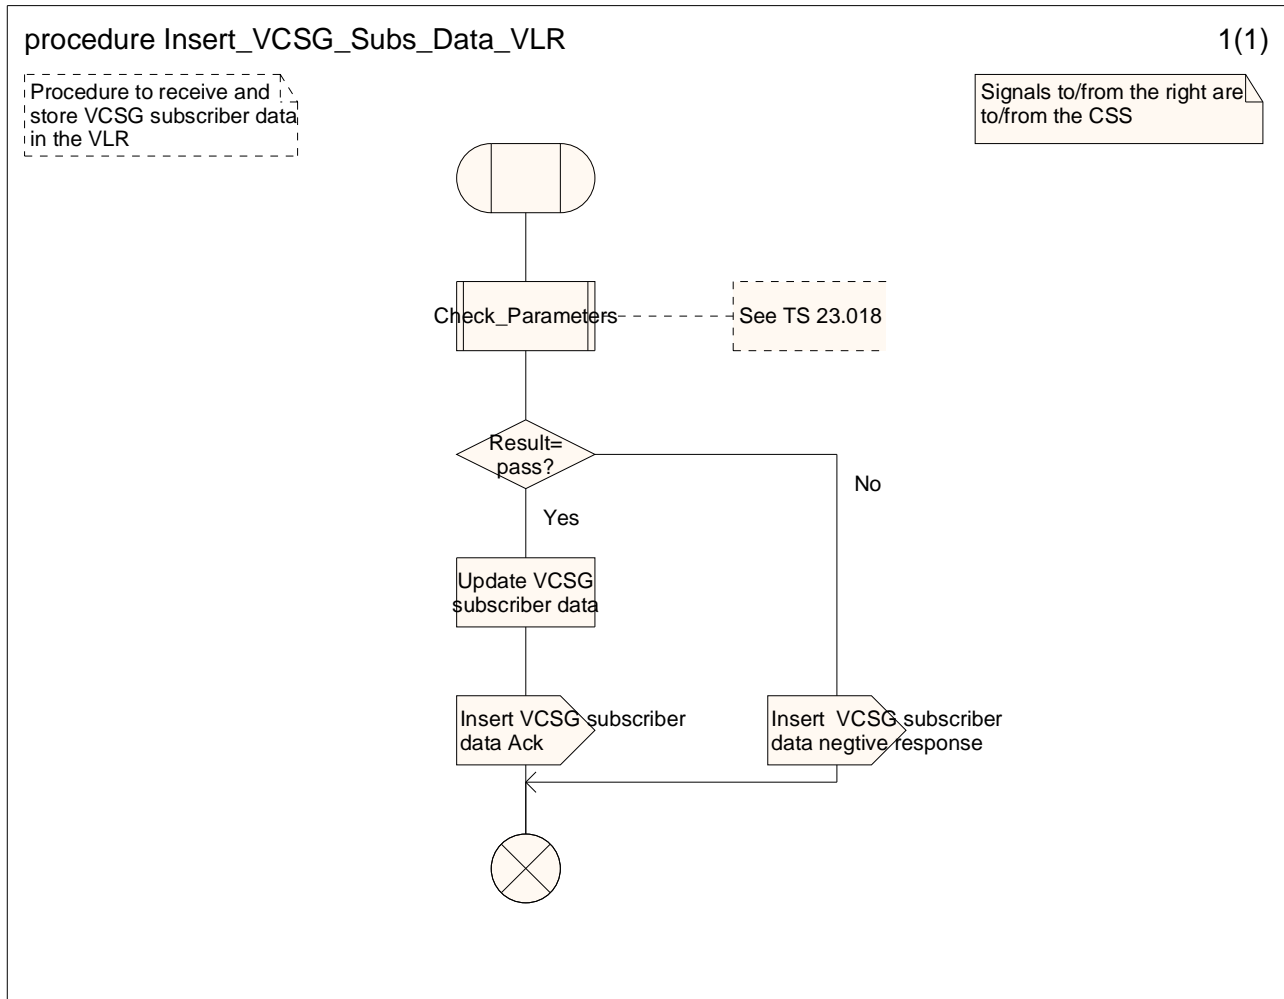 procedure Insert_VCSG_Subs_Data_VLR
1(1)
Procedure to receive and
store VCSG subscriber data
in the VLR
Signals to/from the right are
to/from the CSS
Check_Parameters
See TS 23.018
Result=
pass?
No
Yes
Update VCSG
subscriber data
Insert VCSG subscriber
data Ack
Insert  VCSG subscriber
data negtive response